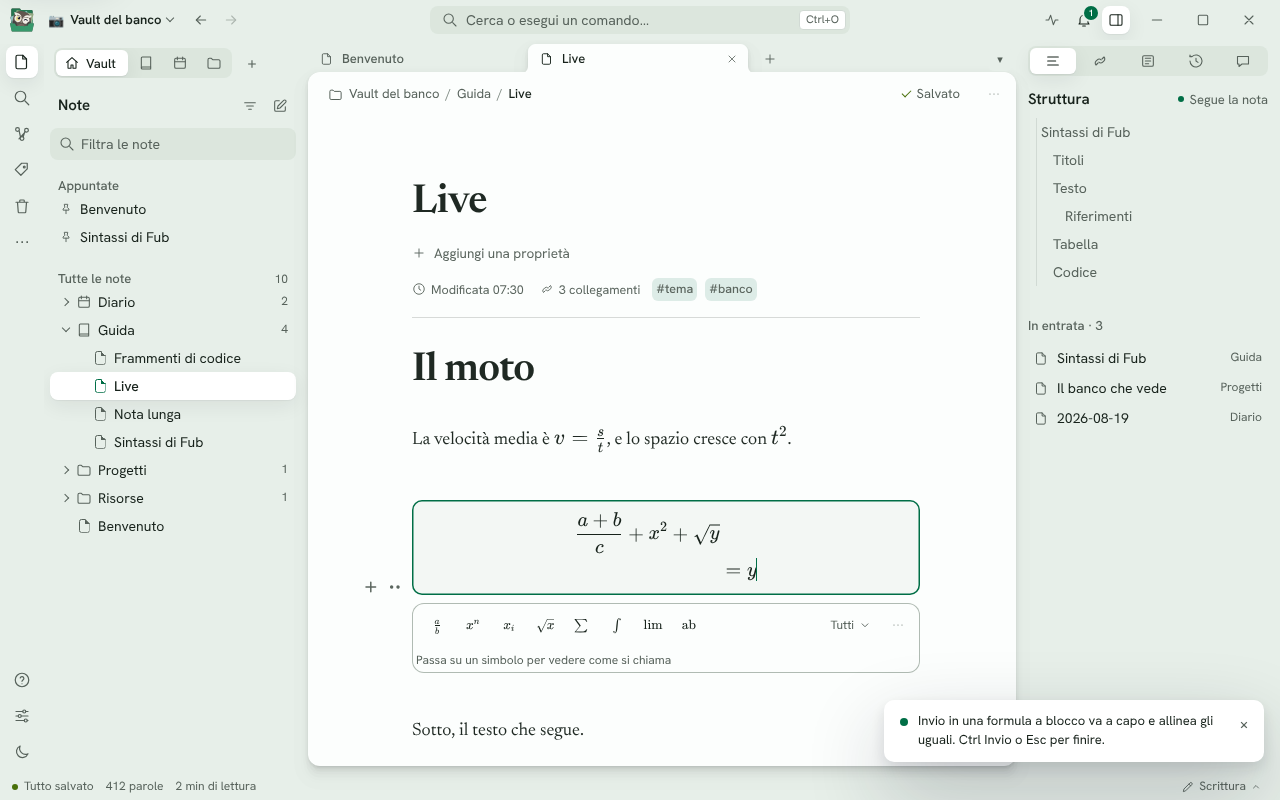 Vault del banco
Cerca o esegui un comando…
Ctrl+O
1
Vault
Benvenuto
Live
Note
Filtra le note
Appuntate
Benvenuto
Sintassi di Fub
Tutte le note 10
Diario 2
Guida 4
Frammenti di codice
Live
Nota lunga
Sintassi di Fub
Progetti 1
Risorse 1
Benvenuto
Vault del banco / Guida / Live
Salvato
Live
Aggiungi una proprietà
Modificata 07:30 3 collegamenti #tema #banco
Il moto
La velocità media è v = s/t, e lo spazio cresce con t².
(a + b)/c + x² + √y
= y
a/b xⁿ xᵢ √x ∑ ∫ lim ab Tutti
Passa su un simbolo per vedere come si chiama
Sotto, il testo che segue.
Struttura
Segue la nota
Sintassi di Fub
Titoli
Testo
Riferimenti
Tabella
Codice
In entrata · 3
Sintassi di Fub Guida
Il banco che vede Progetti
2026-08-19 Diario
Invio in una formula a blocco va a capo e allinea gli
uguali. Ctrl Invio o Esc per finire.
Tutto salvato 412 parole 2 min di lettura
Scrittura